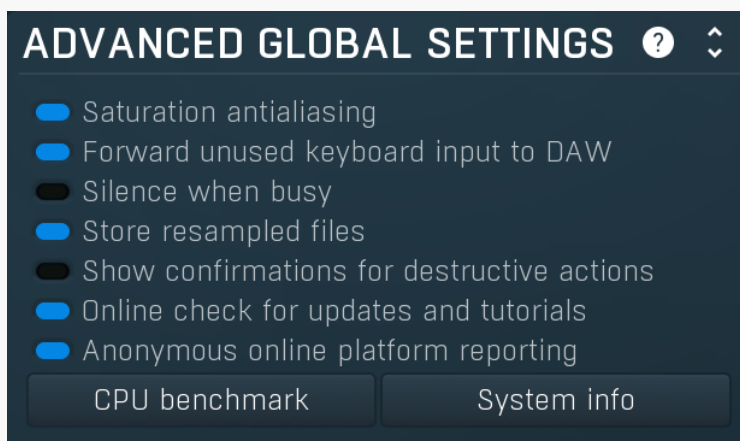 ADVANCED GLOBAL SETTINGS ?
Saturation antialiasing
Forward unused keyboard input to DAW
Silence when busy
Store resampled files
Show confirmations for destructive actions
Online check for updates and tutorials
Anonymous online platform reporting
CPU benchmark System info